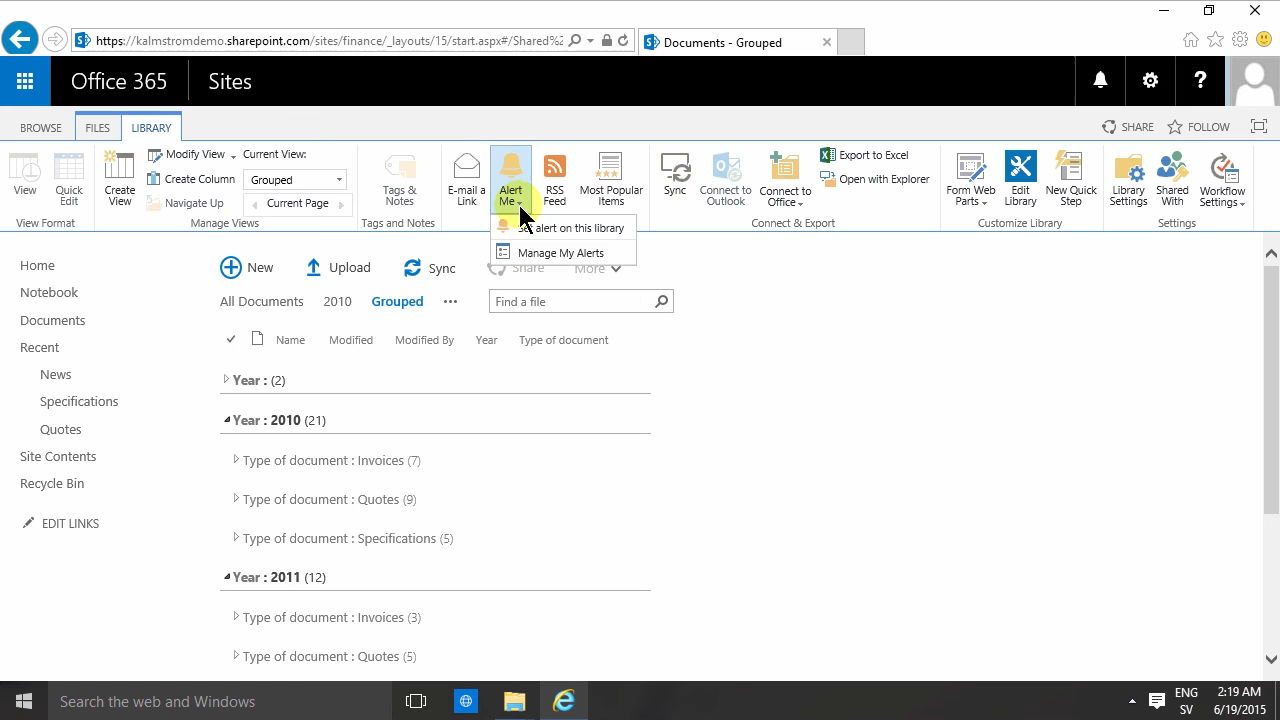 https://kalmstromdemo.sharepoint.com/sites/finance/_layouts/15/start.aspx#/Shared%2
Documents - Grouped
Office 365 Sites
BROWSE FILES LIBRARY SHARE FOLLOW
View
Quick Edit
View Format
Create View
Modify View
Create Column
Navigate Up
Current View:
Grouped
Current Page
Manage Views
Tags & Notes
Tags and Notes
E-mail a Link
Alert Me
RSS Feed
Most Popular Items
Sync
Connect to Outlook
Connect to Office
Export to Excel
Open with Explorer
Connect & Export
Form Web Parts
Edit Library
New Quick Step
Customize Library
Library Settings
Shared With
Workflow Settings
Settings
alert on this library
Manage My Alerts
Home
Notebook
Documents
Recent
News
Specifications
Quotes
Site Contents
Recycle Bin
EDIT LINKS
New Upload Sync Share More
All Documents 2010 Grouped ... Find a file
Name Modified Modified By Year Type of document
Year : (2)
Year : 2010 (21)
Type of document : Invoices (7)
Type of document : Quotes (9)
Type of document : Specifications (5)
Year : 2011 (12)
Type of document : Invoices (3)
Type of document : Quotes (5)
Search the web and Windows
ENG
SV
2:19 AM
6/19/2015